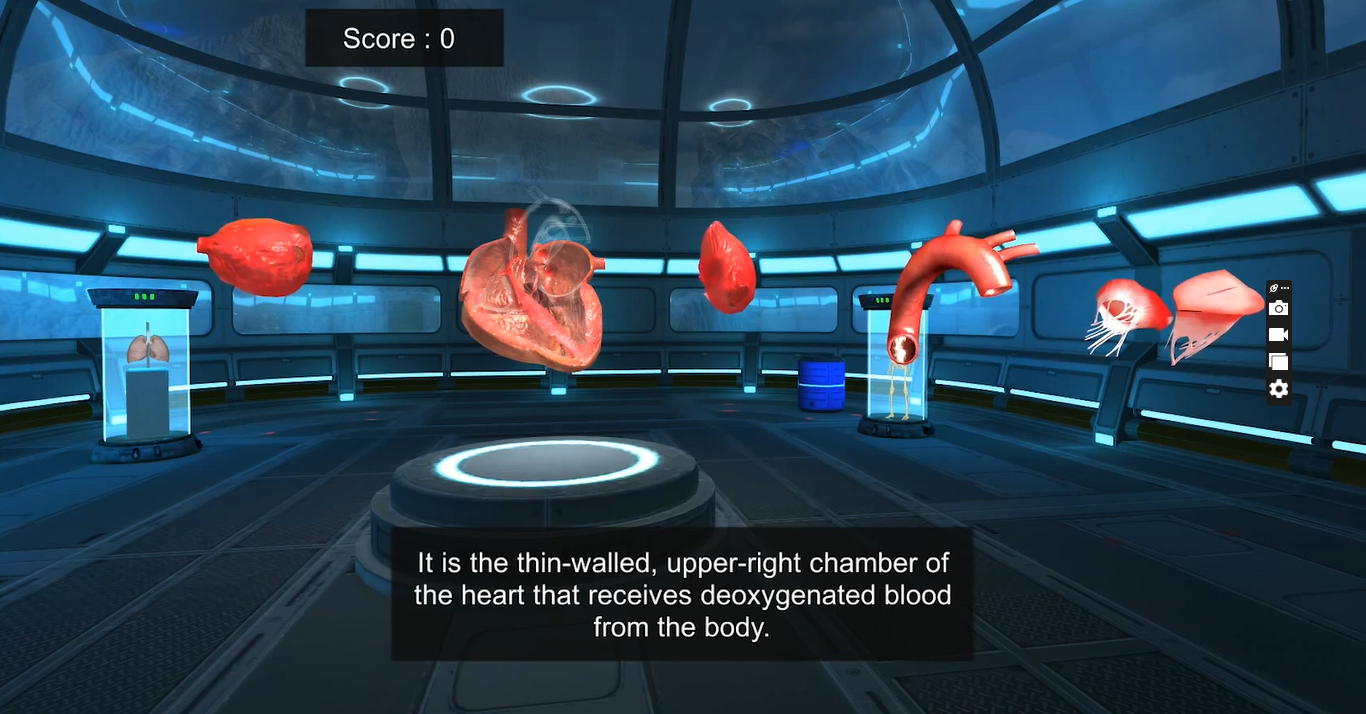 Score : 0
It is the thin-walled, upper-right chamber of
the heart that receives deoxygenated blood
from the body.